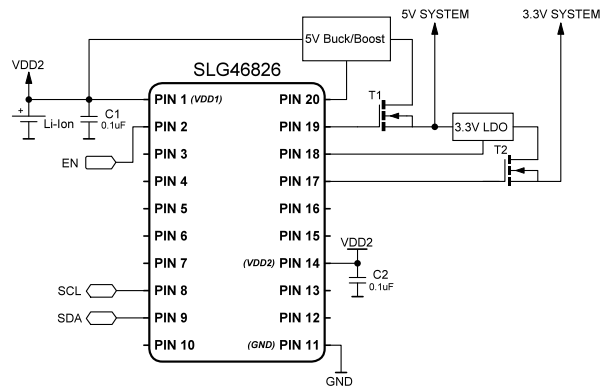 5V SYSTEM
3.3V SYSTEM
5V Buck/Boost
VDD2
SLG46826
T1
+
Li-Ion
C1
0.1uF
PIN 1 (VDD1)
PIN 20
PIN 2
PIN 19
3.3V LDO
EN
PIN 3
PIN 18
T2
PIN 4
PIN 17
PIN 5
PIN 16
PIN 6
PIN 15
VDD2
PIN 7
(VDD2) PIN 14
C2
0.1uF
SCL
PIN 8
PIN 13
SDA
PIN 9
PIN 12
PIN 10
(GND) PIN 11
GND